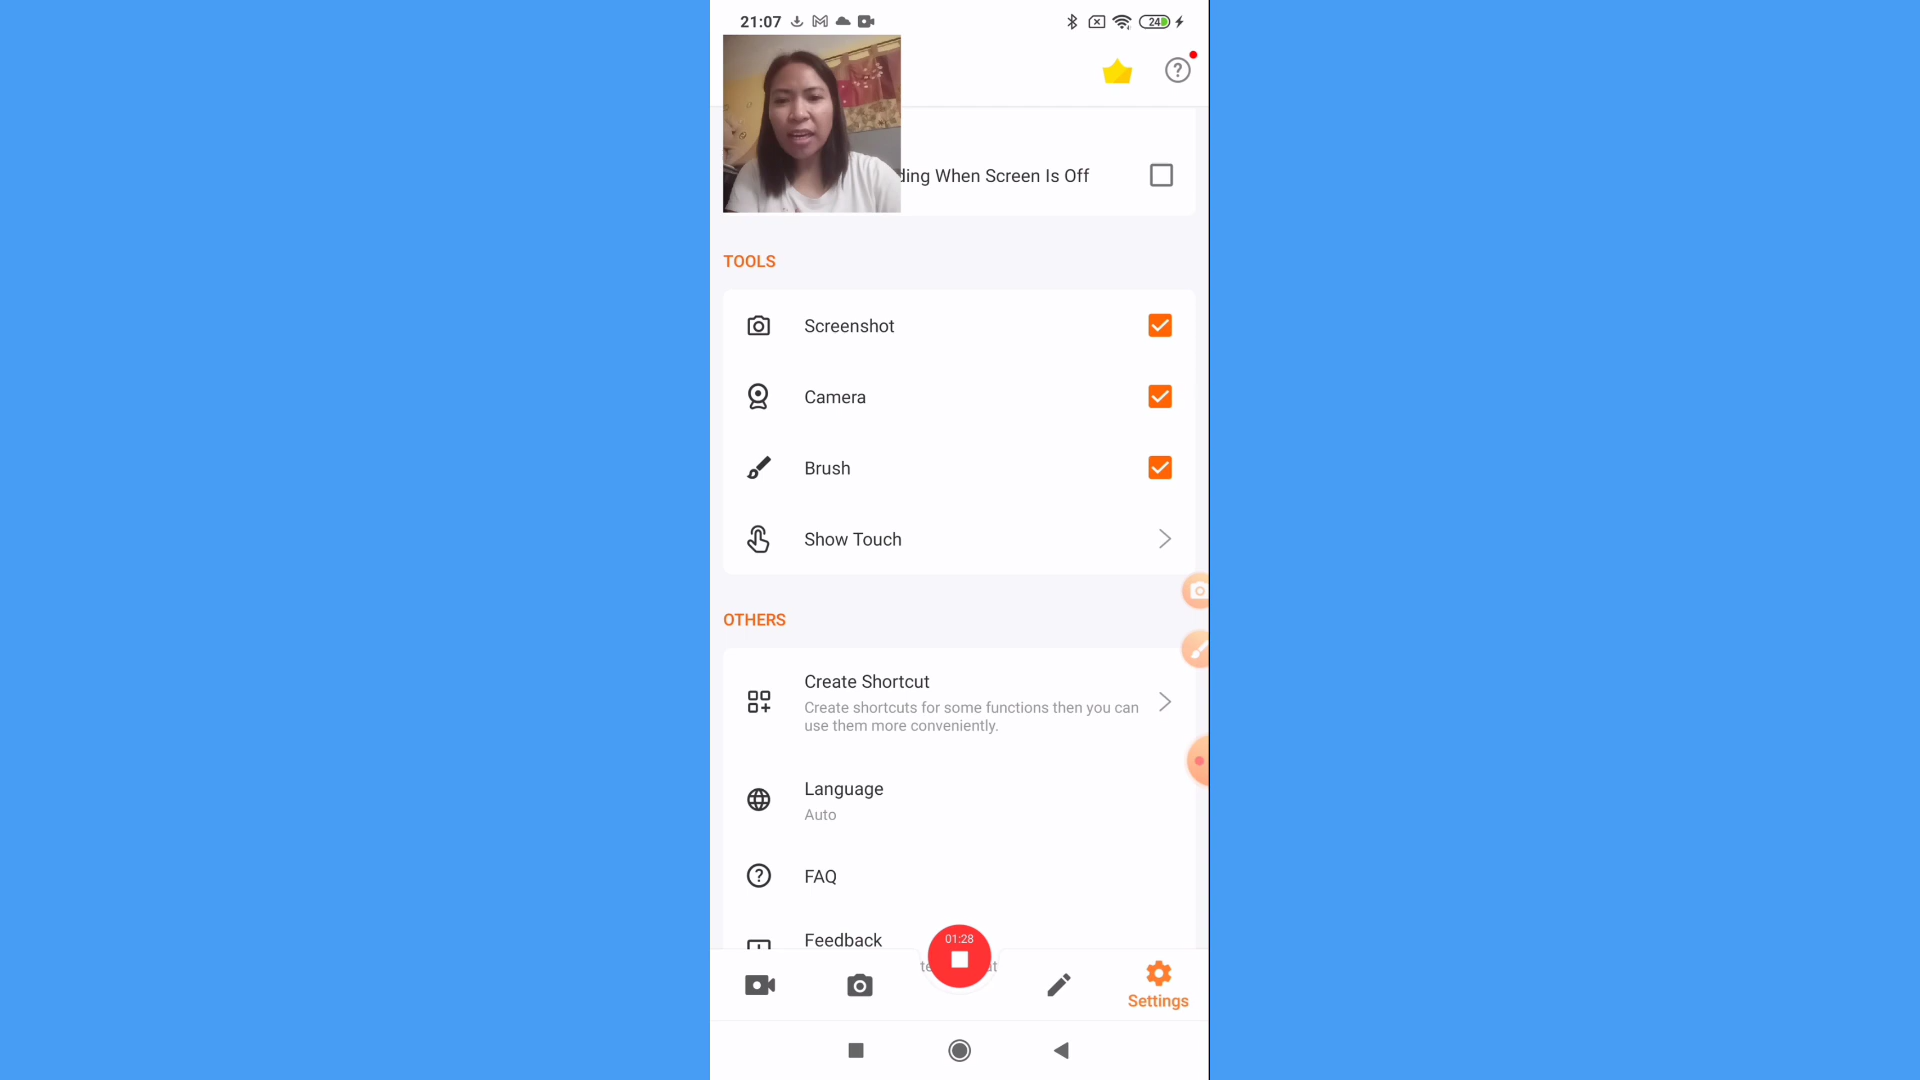 21:07
24
ding When Screen Is Off
TOOLS
Screenshot
Camera
Brush
Show Touch
OTHERS
Create Shortcut
Create shortcuts for some functions then you can
use them more conveniently.
Language
Auto
FAQ
Feedback
01:28
Settings